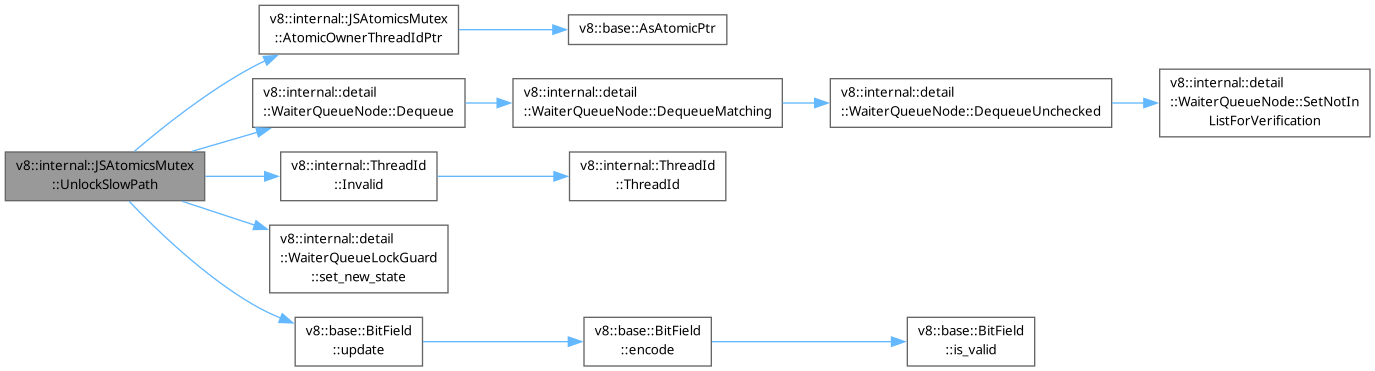 v8::internal::JSAtomicsMutex
::UnlockSlowPath
v8::internal::JSAtomicsMutex
::AtomicOwnerThreadIdPtr
v8::base::AsAtomicPtr
v8::internal::detail
::WaiterQueueNode::Dequeue
v8::internal::detail
::WaiterQueueNode::DequeueMatching
v8::internal::detail
::WaiterQueueNode::DequeueUnchecked
v8::internal::detail
::WaiterQueueNode::SetNotIn
ListForVerification
v8::internal::ThreadId
::Invalid
v8::internal::ThreadId
::ThreadId
v8::internal::detail
::WaiterQueueLockGuard
::set_new_state
v8::base::BitField
::update
v8::base::BitField
::encode
v8::base::BitField
::is_valid